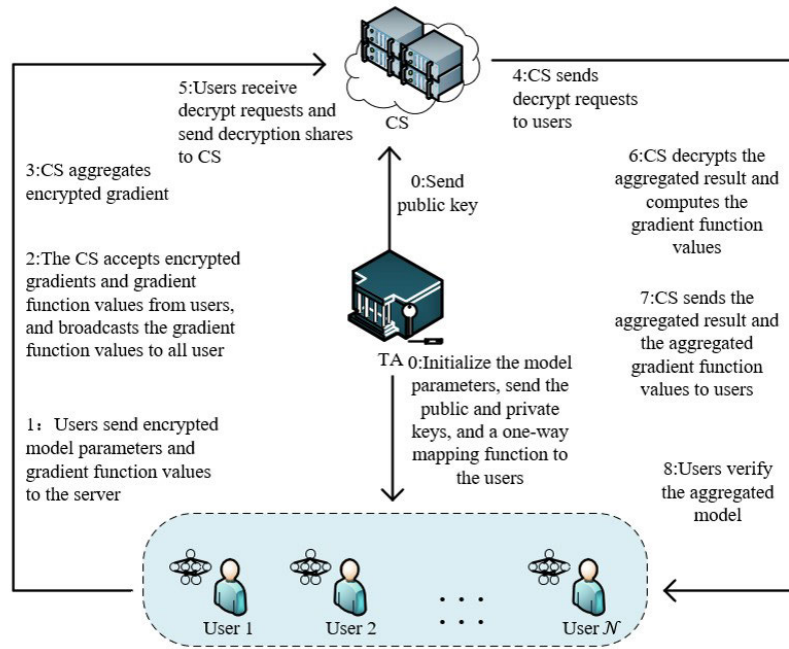 5:Users receive
decrypt requests and
send decryption shares
to CS
CS
4:CS sends
decrypt requests
to users
3:CS aggregates
encrypted gradient
0:Send
public key
6:CS decrypts the
aggregated result and
computes the
gradient function
values
2:The CS accepts encrypted
gradients and gradient
function values from users,
and broadcasts the gradient
function values to all user
7:CS sends the
aggregated result and
the aggregated
gradient function
values to users
TA
0:Initialize the model
parameters, send the
public and private
keys, and a one-way
mapping function to
the users
1：Users send encrypted
model parameters and
gradient function values
to the server
8:Users verify
the aggregated
model
User 1
User 2
. . .
. . .
User 𝒩